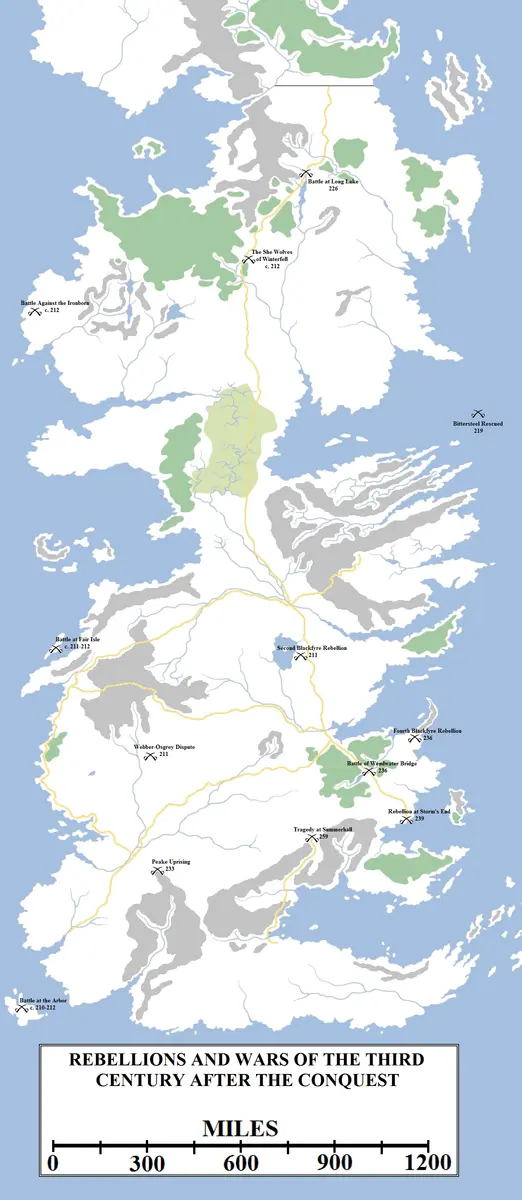 Battle at Long Lake
226
The She Wolves
of Winterfell
c. 212
Battle Against the Ironborn
c. 212
Bittersteel Rescued
219
Battle at Fair Isle
c. 211-212
Second Blackfyre Rebellion
211
Fourth Blackfyre Rebellion
236
Webber-Osgrey Dispute
211
Battle of Wendwater Bridge
236
Rebellion at Storm's End
239
Tragedy at Summerhall
259
Peake Uprising
233
Battle at the Arbor
c. 210-212
REBELLIONS AND WARS OF THE THIRD
CENTURY AFTER THE CONQUEST
MILES
0 300 600 900 1200